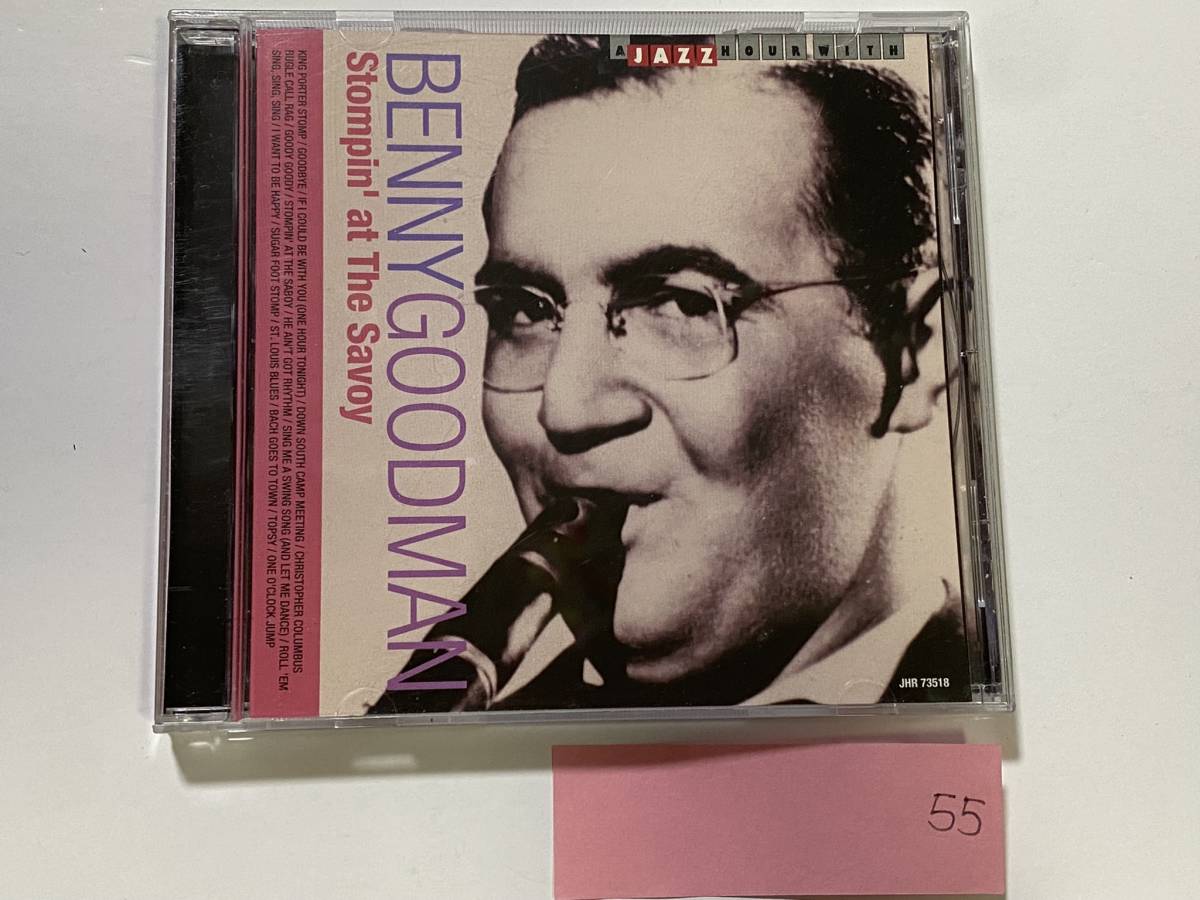 A JAZZ HOUR WITH
BENNY GOODMAN
Stompin' at The Savoy
KING PORTER STOMP / GOODBYE / IF I COULD BE WITH YOU (ONE HOUR TONIGHT) / DOWN SOUTH CAMP MEETING / CHRISTOPHER COLUMBUS
BUGLE CALL RAG / GOODY GOODY / STOMPIN' AT THE SABOY / HE AIN'T GOT RHYTHM / SING ME A SWING SONG (AND LET ME DANCE) / ROLL 'EM
SING, SING, SING / I WANT TO BE HAPPY / SUGAR FOOT STOMP / ST. LOUIS BLUES / BACH GOES TO TOWN / TOPSY / ONE O'CLOCK JUMP
JHR 73518
55